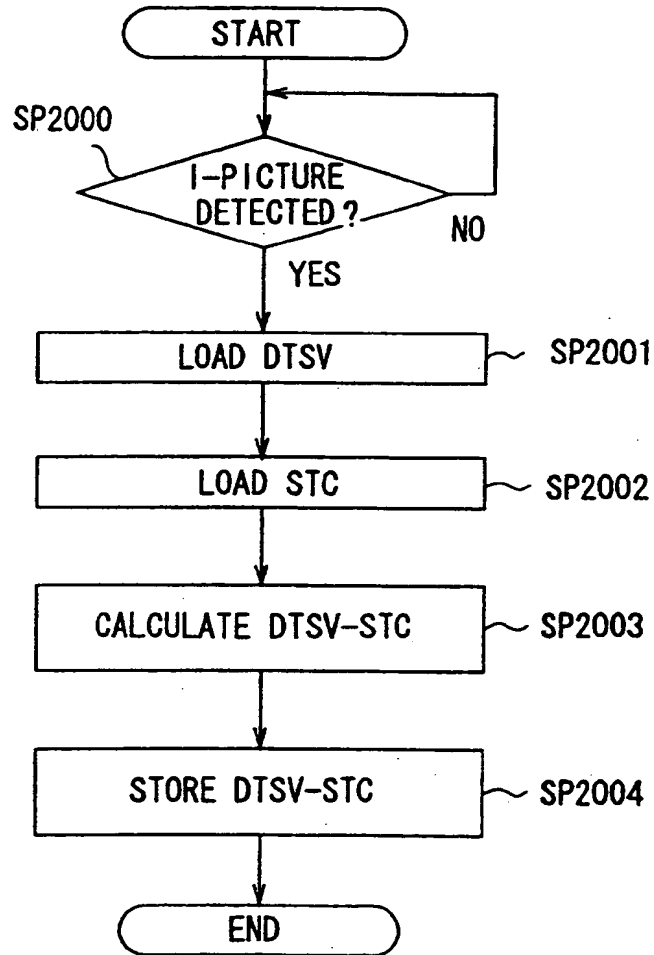 START
SP2000
I-PICTURE
DETECTED?
NO
YES
LOAD DTSV
SP2001
LOAD STC
SP2002
CALCULATE DTSV-STC
SP2003
STORE DTSV-STC
SP2004
END